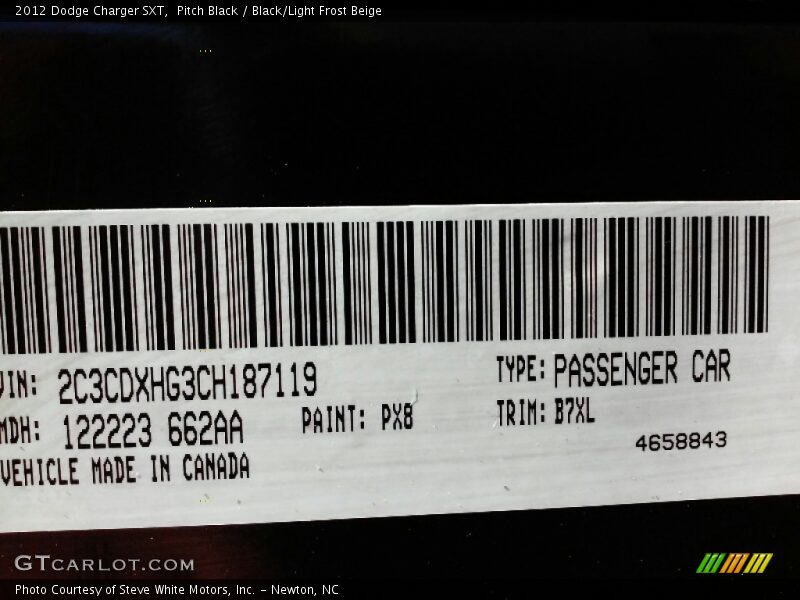 2012 Dodge Charger SXT,  Pitch Black / Black/Light Frost Beige
VIN: 2C3CDXHG3CH187119 TYPE: PASSENGER CAR
MDH: 122223 662AA PAINT: PX8 TRIM: B7XL
4658843
VEHICLE MADE IN CANADA
GTCARLOT.COM
Photo Courtesy of Steve White Motors, Inc. – Newton, NC